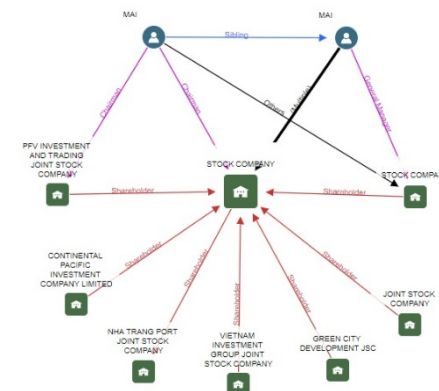 MAI
MAI
Sibling
Chairman
Chairman
Others
(Multiple)
General Manager
PFV INVESTMENT
AND TRADING
JOINT STOCK
COMPANY
STOCK COMPANY
STOCK COMPA
Shareholder
Shareholder
CONTINENTAL
PACIFIC
INVESTMENT
COMPANY LIMITED
Shareholder
Shareholder
Shareholder
Shareholder
NHA TRANG PORT
JOINT STOCK
COMPANY
VIETNAM
INVESTMENT
GROUP JOINT
STOCK COMPANY
GREEN CITY
DEVELOPMENT JSC
Shareholder
JOINT STOCK
COMPANY